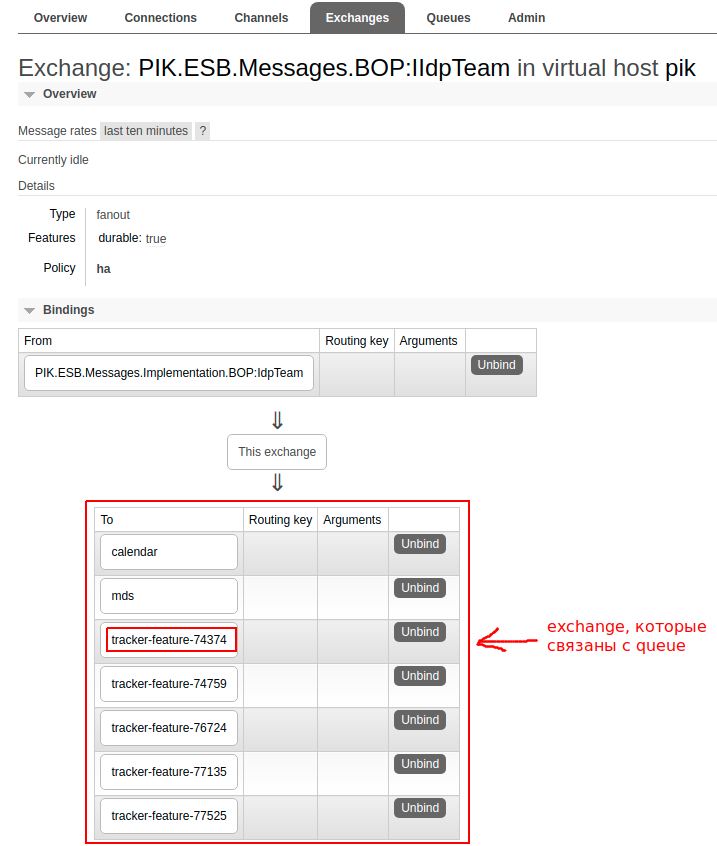 Overview Connections Channels Exchanges Queues Admin
Exchange: PIK.ESB.Messages.BOP:IIdpTeam in virtual host pik
Overview
Message rates last ten minutes ?
Currently idle
Details
Type fanout
Features durable: true
Policy ha
Bindings
From Routing key Arguments
PIK.ESB.Messages.Implementation.BOP:IdpTeam Unbind
⇓
This exchange
⇓
To Routing key Arguments
calendar Unbind
mds Unbind
tracker-feature-74374 Unbind
exchange, которые
связаны с queue
tracker-feature-74759 Unbind
tracker-feature-76724 Unbind
tracker-feature-77135 Unbind
tracker-feature-77525 Unbind